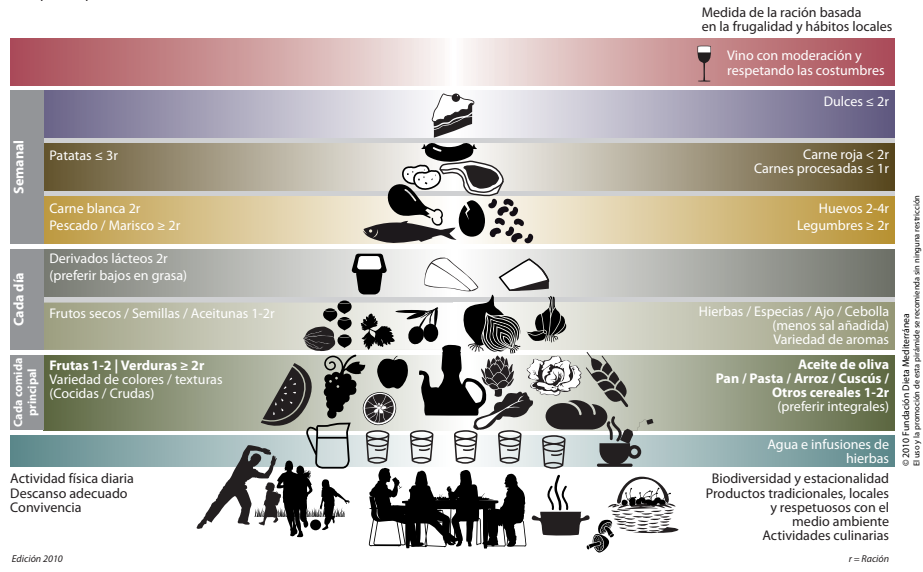 Medida de la ración basada
en la frugalidad y hábitos locales
Vino con moderación y
respetando las costumbres
Semanal
Dulces ≤ 2r
Patatas ≤ 3r
Carne roja < 2r
Carnes procesadas ≤ 1r
Carne blanca 2r
Pescado / Marisco ≥ 2r
Huevos 2-4r
Legumbres ≥ 2r
Cada día
Derivados lácteos 2r
(preferir bajos en grasa)
Frutos secos / Semillas / Aceitunas 1-2r
Hierbas / Especias / Ajo / Cebolla
(menos sal añadida)
Variedad de aromas
Cada comida
principal
Frutas 1-2 | Verduras ≥ 2r
Variedad de colores / texturas
(Cocidas / Crudas)
Aceite de oliva
Pan / Pasta / Arroz / Cuscús /
Otros cereales 1-2r
(preferir integrales)
Agua e infusiones de
hierbas
Actividad física diaria
Descanso adecuado
Convivencia
Biodiversidad y estacionalidad
Productos tradicionales, locales
y respetuosos con el
medio ambiente
Actividades culinarias
Edición 2010
r = Ración
© 2010 Fundación Dieta Mediterránea
El uso y la promoción de esta pirámide se recomienda sin ninguna restricción